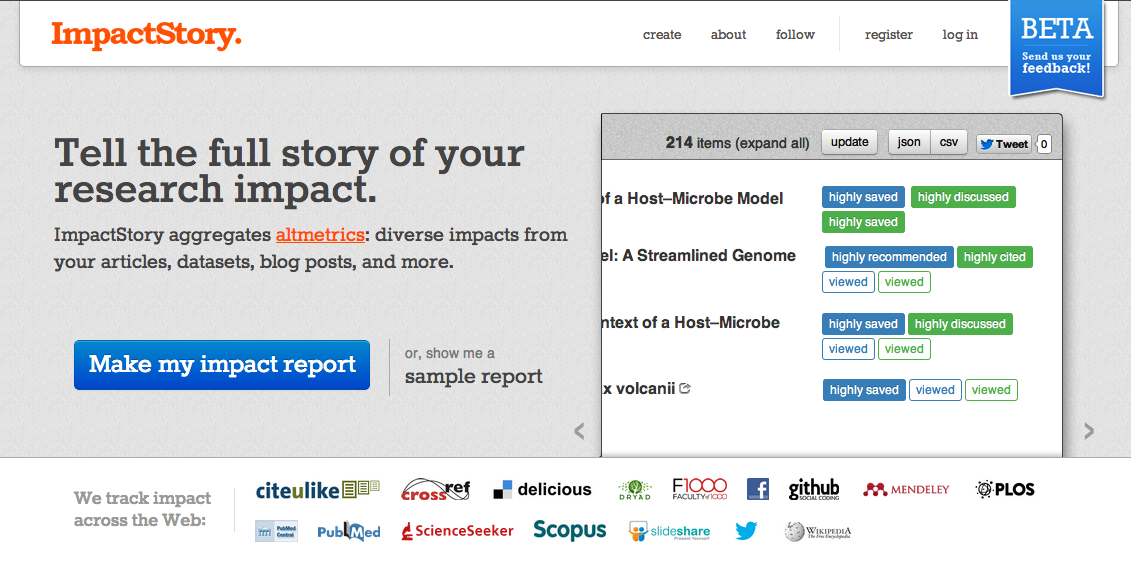 ImpactStory.
create about follow register log in
BETA
Send us your
feedback!
Tell the full story of your
research impact.
ImpactStory aggregates altmetrics: diverse impacts from
your articles, datasets, blog posts, and more.
Make my impact report
or, show me a
sample report
214 items (expand all) update json csv Tweet 0
of a Host–Microbe Model highly saved highly discussed
highly saved
el: A Streamlined Genome highly recommended highly cited
viewed viewed
ntext of a Host–Microbe highly saved highly discussed
viewed viewed
x volcanii highly saved viewed viewed
< >
We track impact
across the Web:
citeulike crossref delicious DRYAD F1000 FACULTY of 1000 f github SOCIAL CODING MENDELEY PLOS
PubMed Central PubMed ScienceSeeker Scopus slideshare Present Yourself WIKIPEDIA The Free Encyclopedia